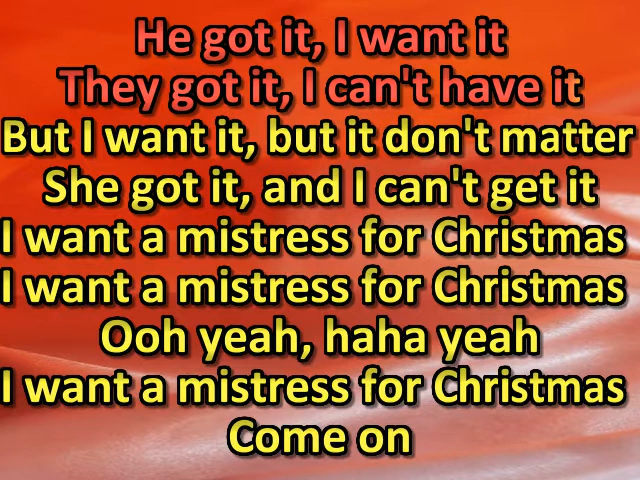 He got it, I want it
They got it, I can't have it
But I want it, but it don't matter
She got it, and I can't get it
I want a mistress for Christmas
I want a mistress for Christmas
Ooh yeah, haha yeah
I want a mistress for Christmas
Come on